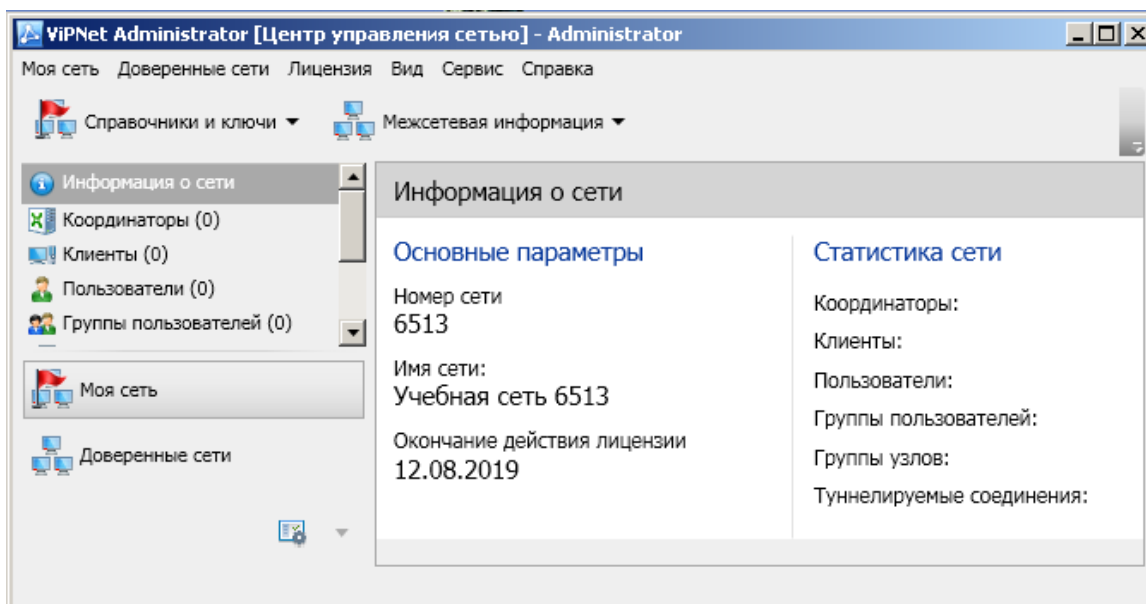 ViPNet Administrator [Центр управления сетью] - Administrator
Моя сеть Доверенные сети Лицензия Вид Сервис Справка
Справочники и ключи Межсетевая информация
Информация о сети
Координаторы (0)
Клиенты (0)
Пользователи (0)
Группы пользователей (0)
Моя сеть
Доверенные сети
Информация о сети
Основные параметры
Номер сети
6513
Имя сети:
Учебная сеть 6513
Окончание действия лицензии
12.08.2019
Статистика сети
Координаторы:
Клиенты:
Пользователи:
Группы пользователей:
Группы узлов:
Туннелируемые соединения: